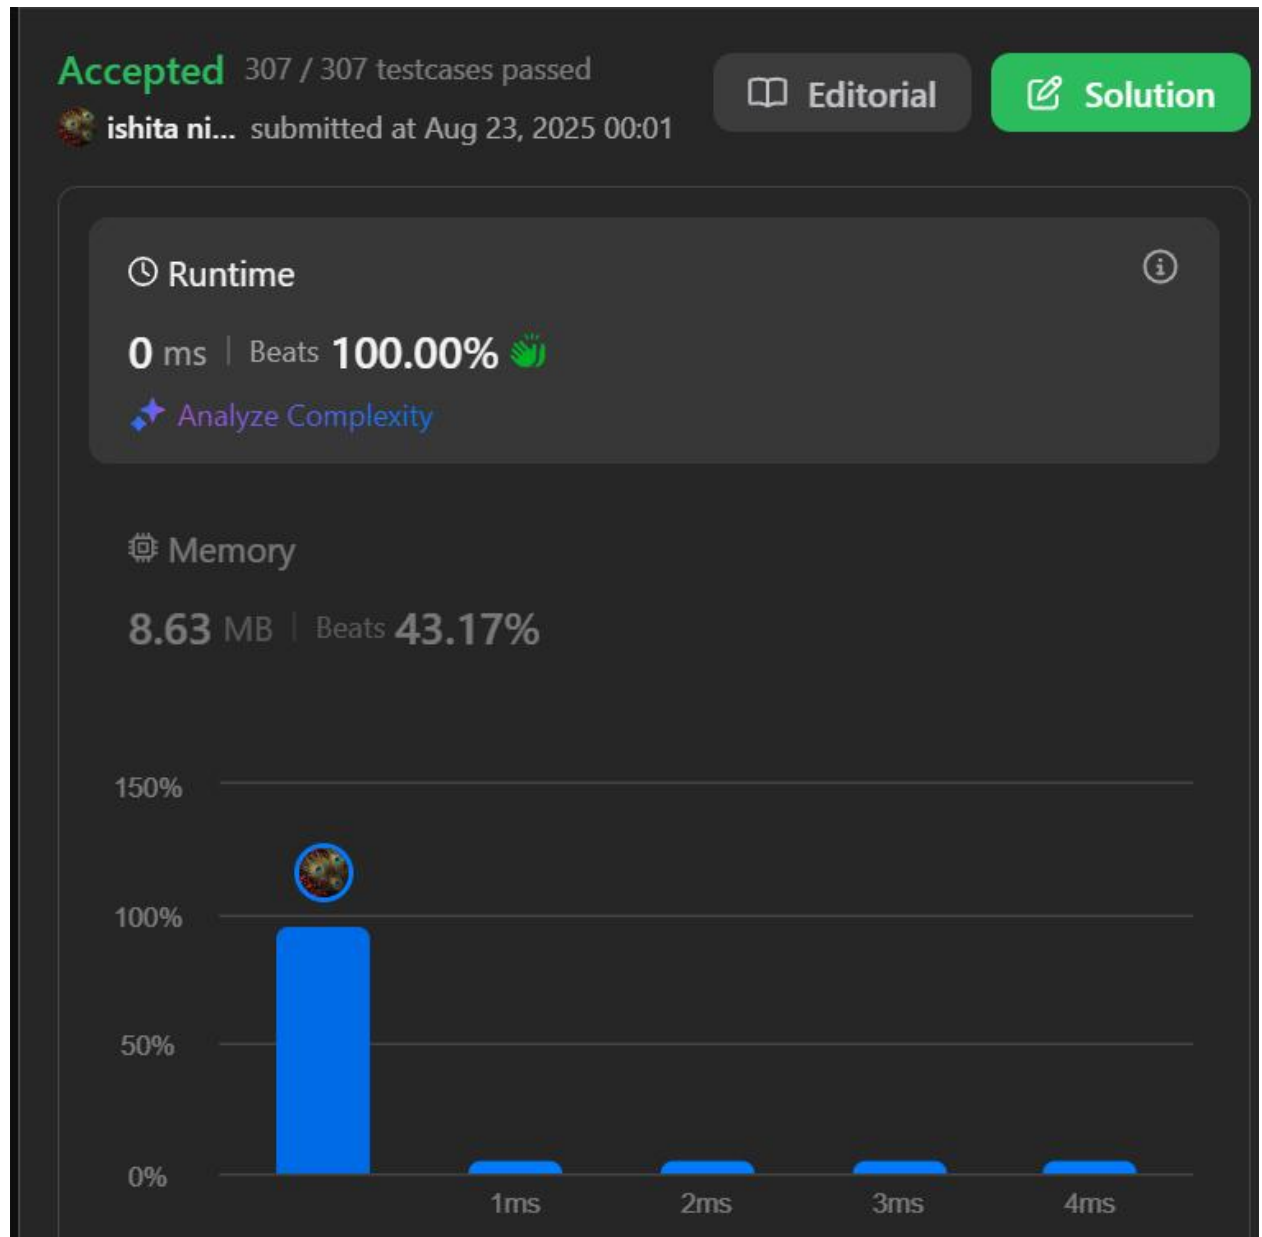 Accepted 307 / 307 testcases passed
ishita ni... submitted at Aug 23, 2025 00:01
Editorial
Solution
Runtime
0 ms | Beats 100.00%
Analyze Complexity
Memory
8.63 MB | Beats 43.17%
150%
100%
50%
0%
1ms 2ms 3ms 4ms